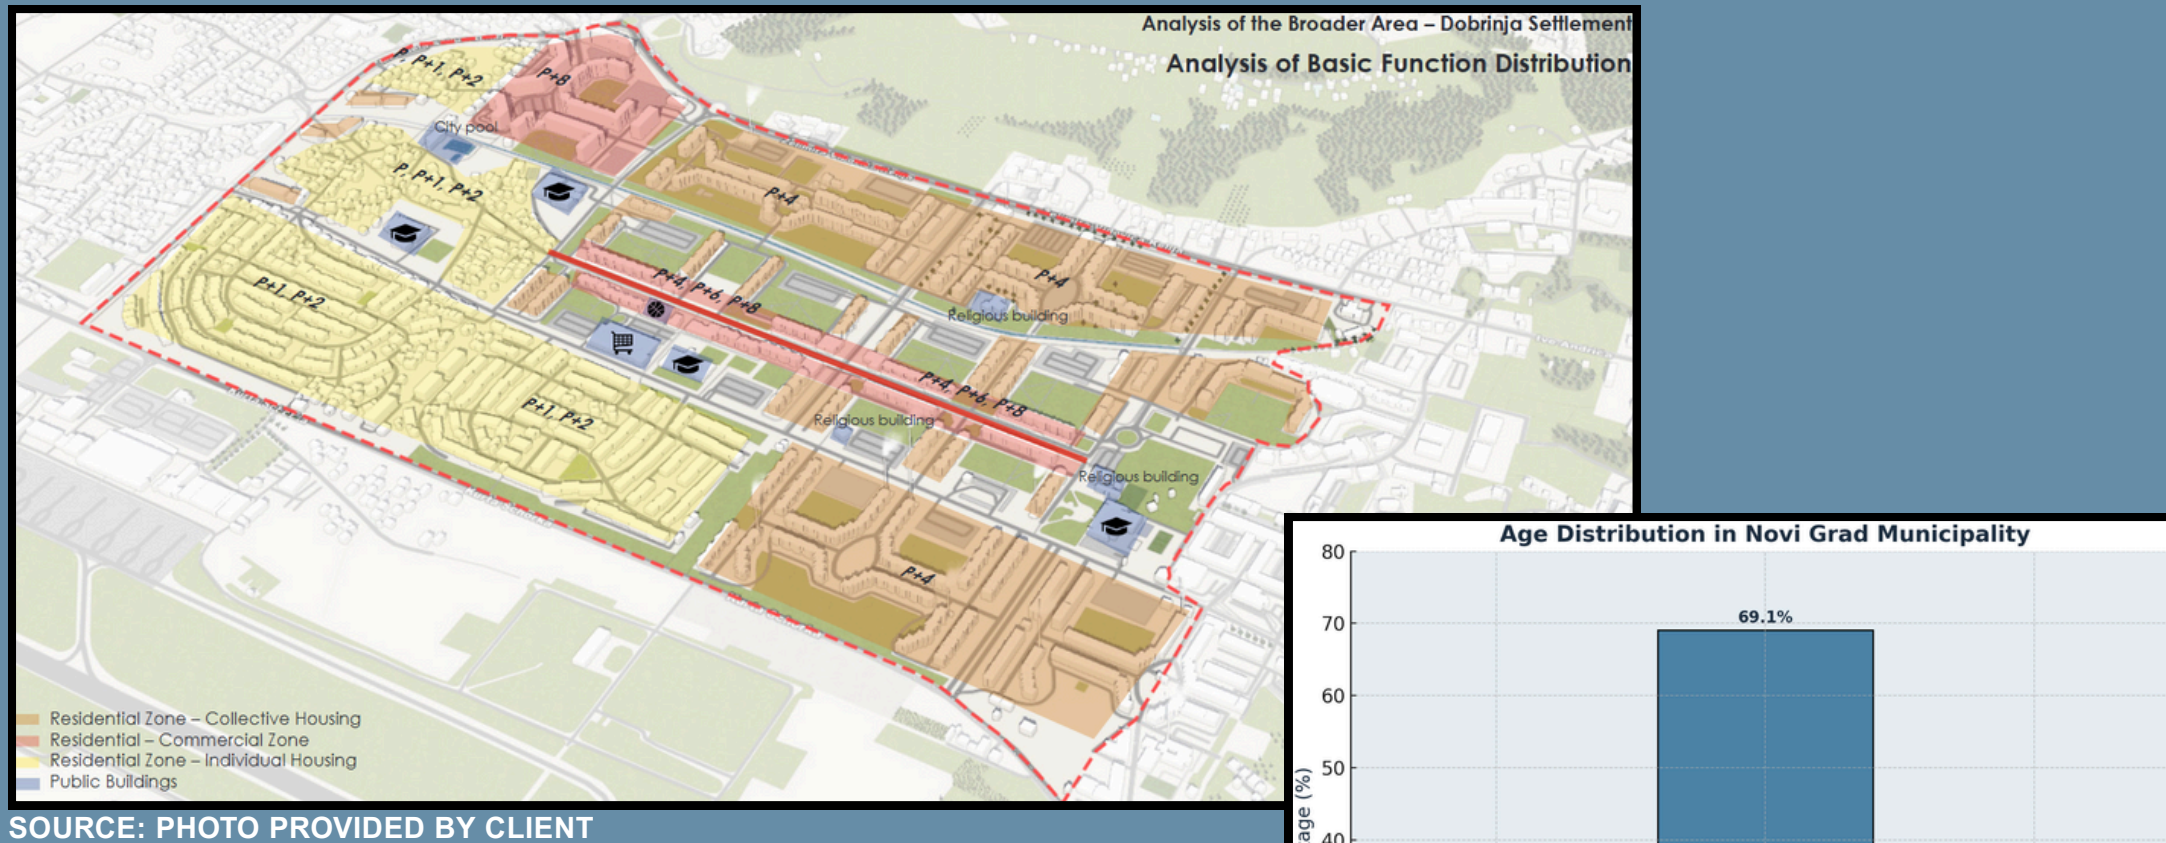 Analysis of the Broader Area – Dobrinja Settlement
Analysis of Basic Function Distribution
P, P+1, P+2
P+8
City pool
P, P+1, P+2
P+4
P+1, P+2
P+4, P+6, P+8
P+4
Religious building
P+4, P+6, P+8
P+1, P+2
Religious building
Religious building
P+4
Residential Zone – Collective Housing
Residential – Commercial Zone
Residential Zone – Individual Housing
Public Buildings
SOURCE: PHOTO PROVIDED BY CLIENT
Age Distribution in Novi Grad Municipality
80
69.1%
70
60
50
40
age (%)